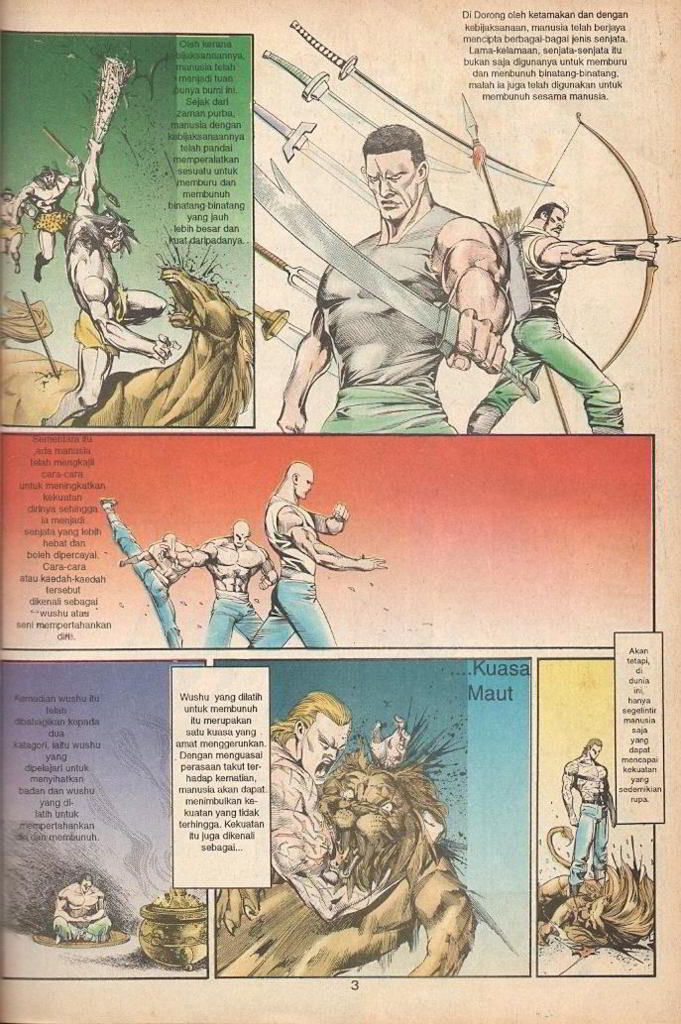 Oleh kerana
kebijaksanaannya,
manusia telah
menjadi tuan
punya bumi ini.
Sejak dari
zaman purba,
manusia dengan
kebijaksanaannya
telah pandai
memperalatkan
sesuatu untuk
memburu dan
membunuh
binatang-binatang
yang jauh
lebih besar dan
kuat daripadanya.
Di Dorong oleh ketamakan dan dengan
kebijaksanaan, manusia telah berjaya
mencipta berbagai-bagai jenis senjata.
Lama-kelamaan, senjata-senjata itu
bukan saja digunanya untuk memburu
dan menbunuh binatang-binatang,
malah ia juga telah digunakan untuk
membunuh sesama manusia.
Sementara itu
ada manusia
telah mengkaji
cara-cara
untuk meningkatkan
kekuatan
dirinya sehingga
ia menjadi
senjata yang lebih
hebat dan
boleh dipercayai.
Cara-cara
atau kaedah-kaedah
tersebut
dikenali sebagai
wushu atau
seni mempertahankan
diri.
Kemudian wushu itu
telah
dibahagikan kepada
dua
katagori, iaitu wushu
yang
dipelajari untuk
menyihatkan
badan dan wushu
yang di-
latih untuk
mempertahankan
diri dan membunuh.
Wushu yang dilatih
untuk membunuh
itu merupakan
satu kuasa yang
amat menggerunkan.
Dengan menguasai
perasaan takut ter-
hadap kematian,
manusia akan dapat
menimbulkan ke-
kuatan yang tidak
terhingga. Kekuatan
itu juga dikenali
sebagai...
....Kuasa
Maut
Akan
tetapi,
di
dunia
ini,
hanya
segelintir
manusia
saja
yang
dapat
mencapai
kekuatan
yang
sedemikian
rupa.
3